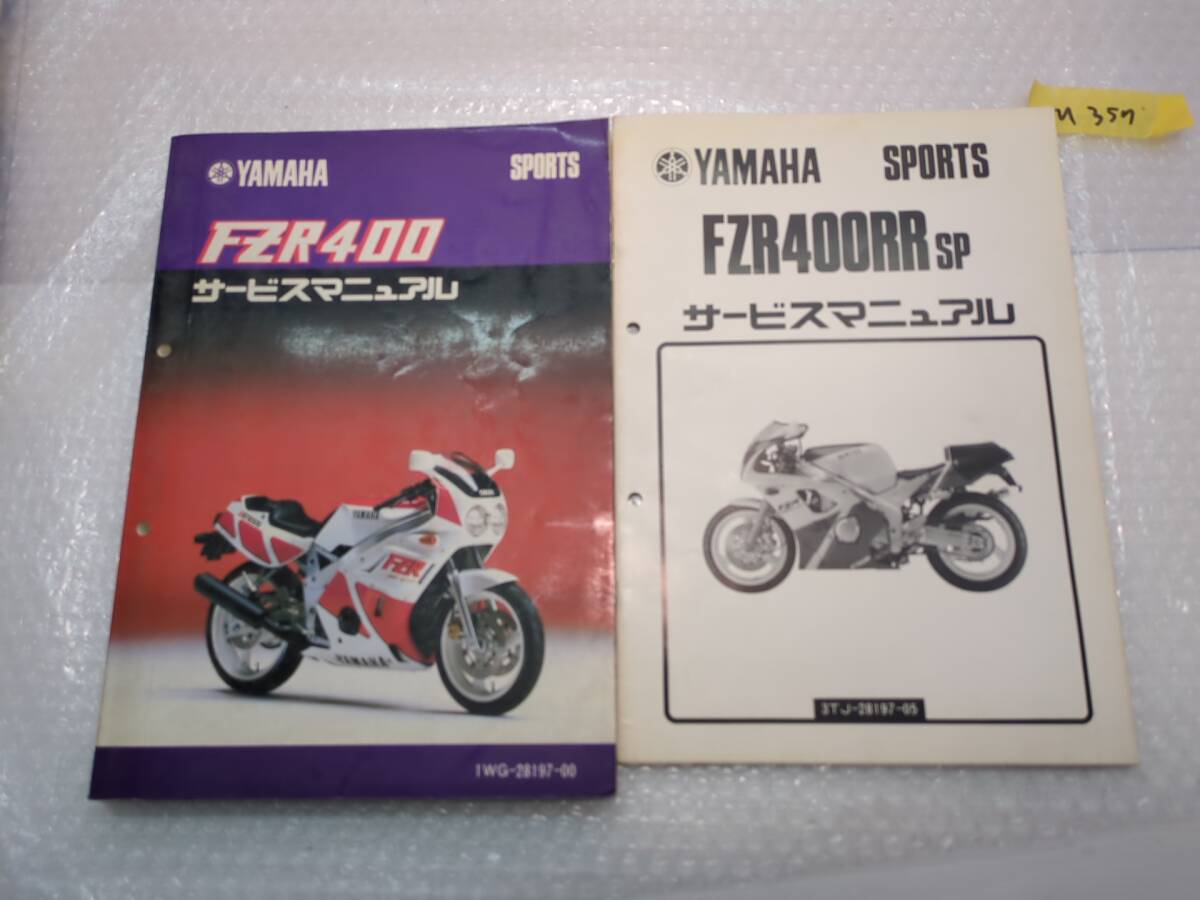 YAMAHA SPORTS
FZR400
サービスマニュアル
YAMAHA
FZR
YAMAHA
1WG-28197-00
YAMAHA SPORTS
FZR400RR SP
サービスマニュアル
3TJ-28197-05
M 357